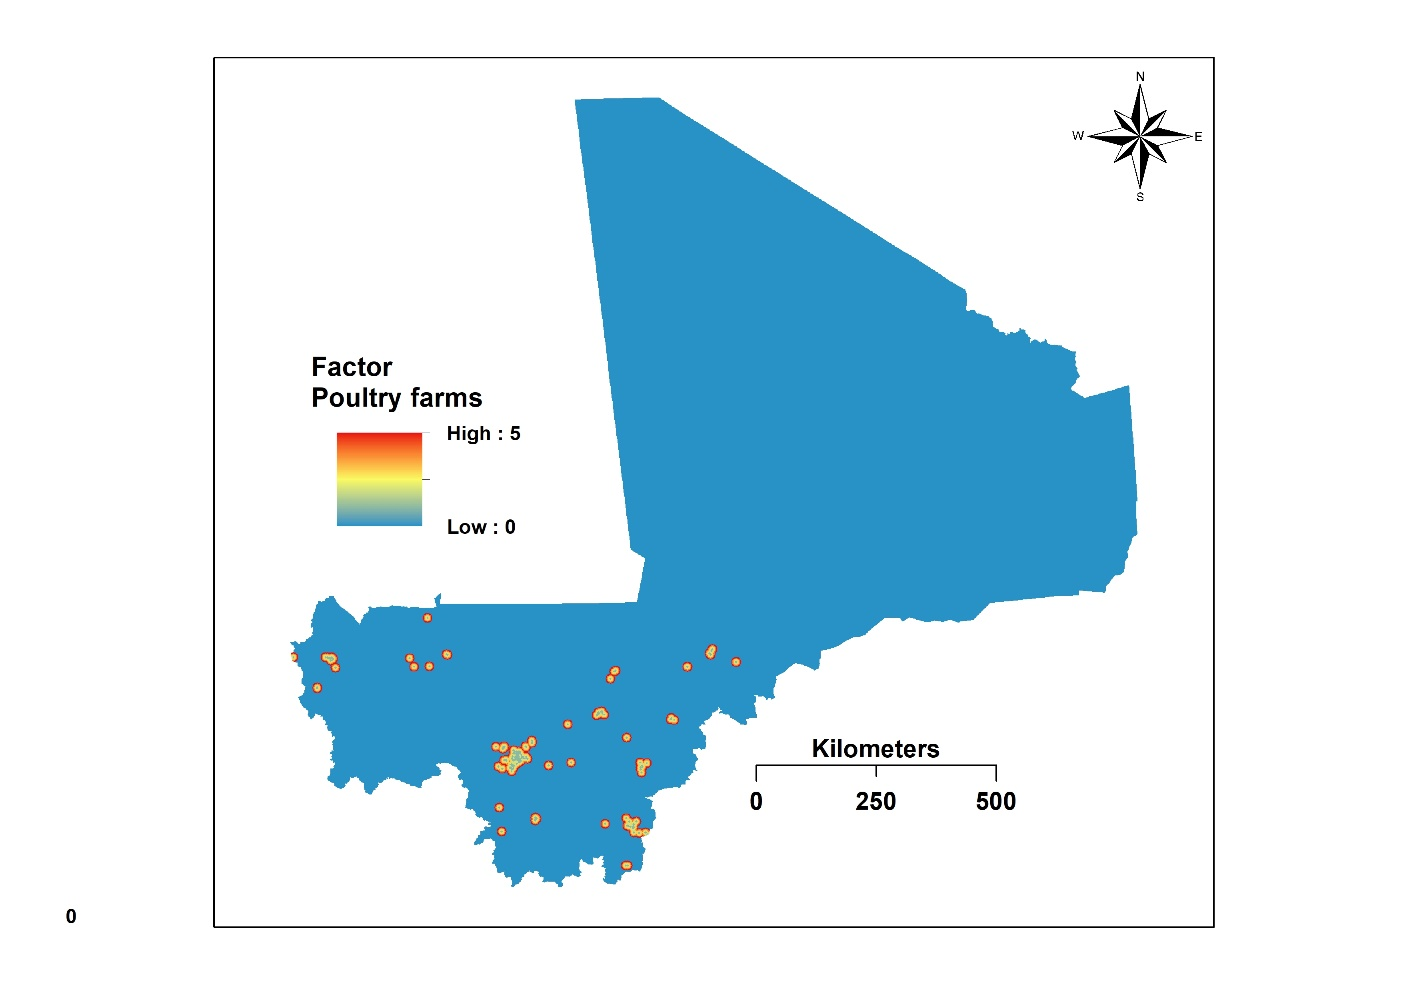 N
W E
S
Factor
Poultry farms
High : 5
Low : 0
Kilometers
0 250 500
0